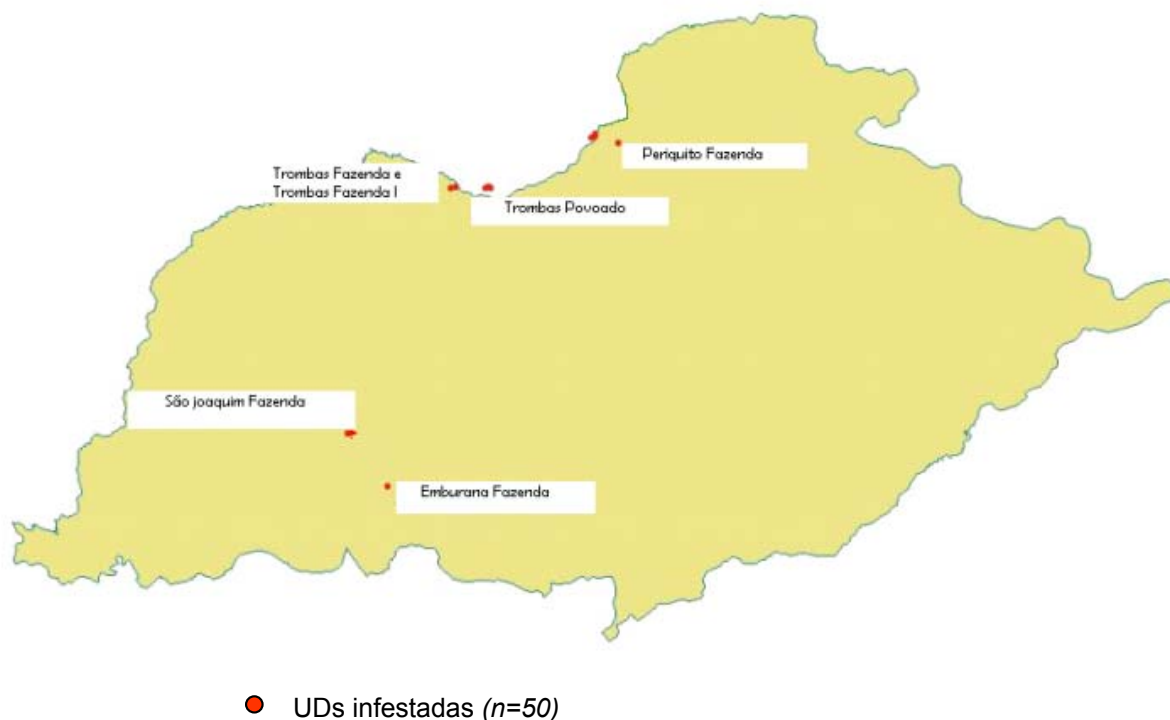 Periquito Fazenda
Trombas Fazenda e
Trombas Fazenda I
Trombas Povoado
São joaquim Fazenda
Emburana Fazenda
UDs infestadas (n=50)